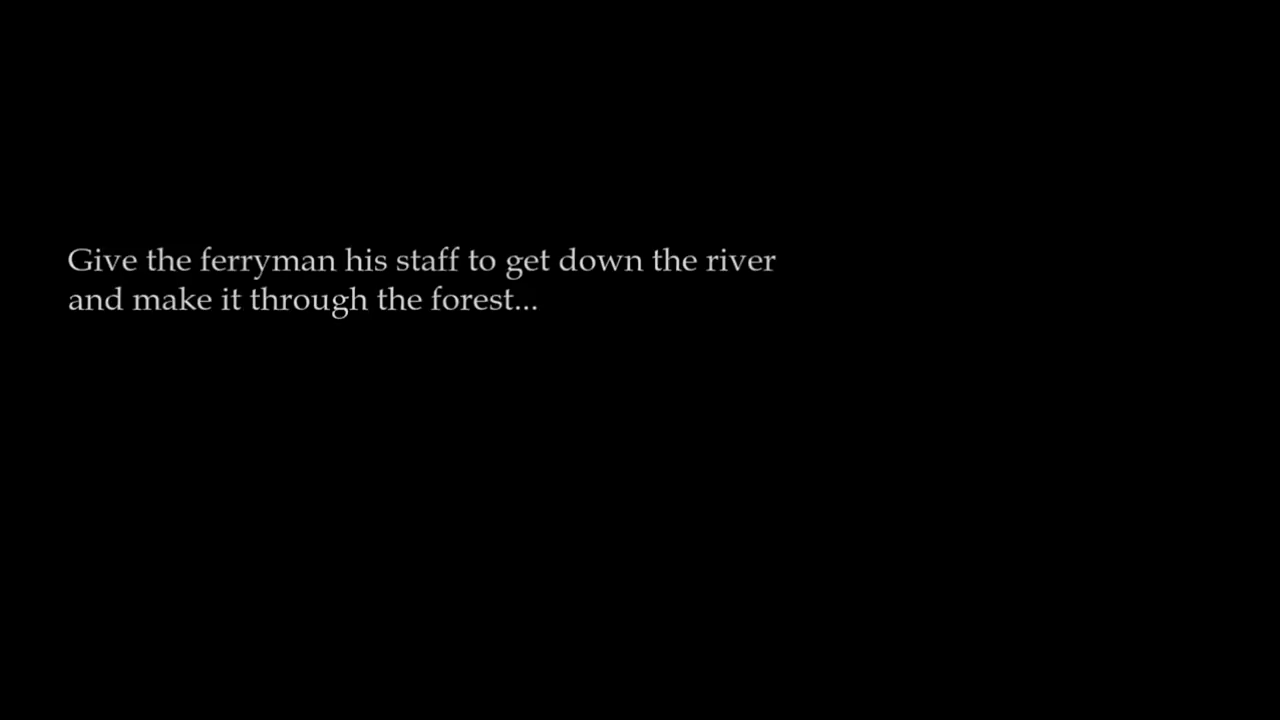 Give the ferryman his staff to get down the river
and make it through the forest...